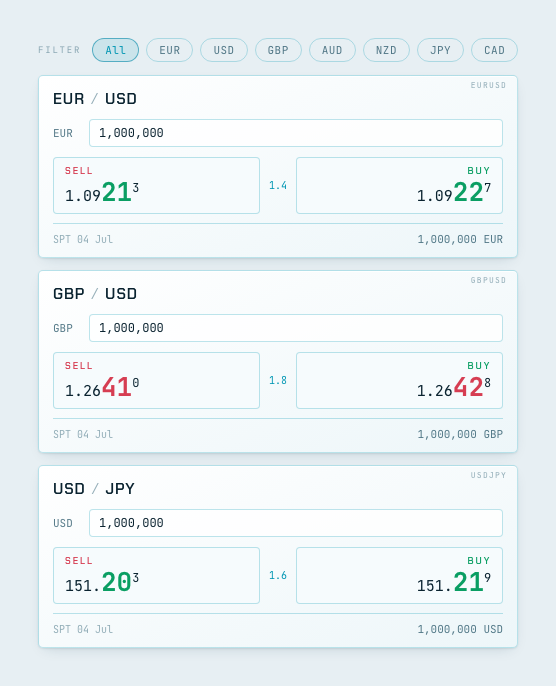 FILTER All EUR USD GBP AUD NZD JPY CAD
EURUSD
EUR / USD
EUR 1,000,000
SELL BUY
1.09213 1.4 1.09227
SPT 04 Jul 1,000,000 EUR
GBPUSD
GBP / USD
GBP 1,000,000
SELL BUY
1.26410 1.8 1.26428
SPT 04 Jul 1,000,000 GBP
USDJPY
USD / JPY
USD 1,000,000
SELL BUY
151.203 1.6 151.219
SPT 04 Jul 1,000,000 USD